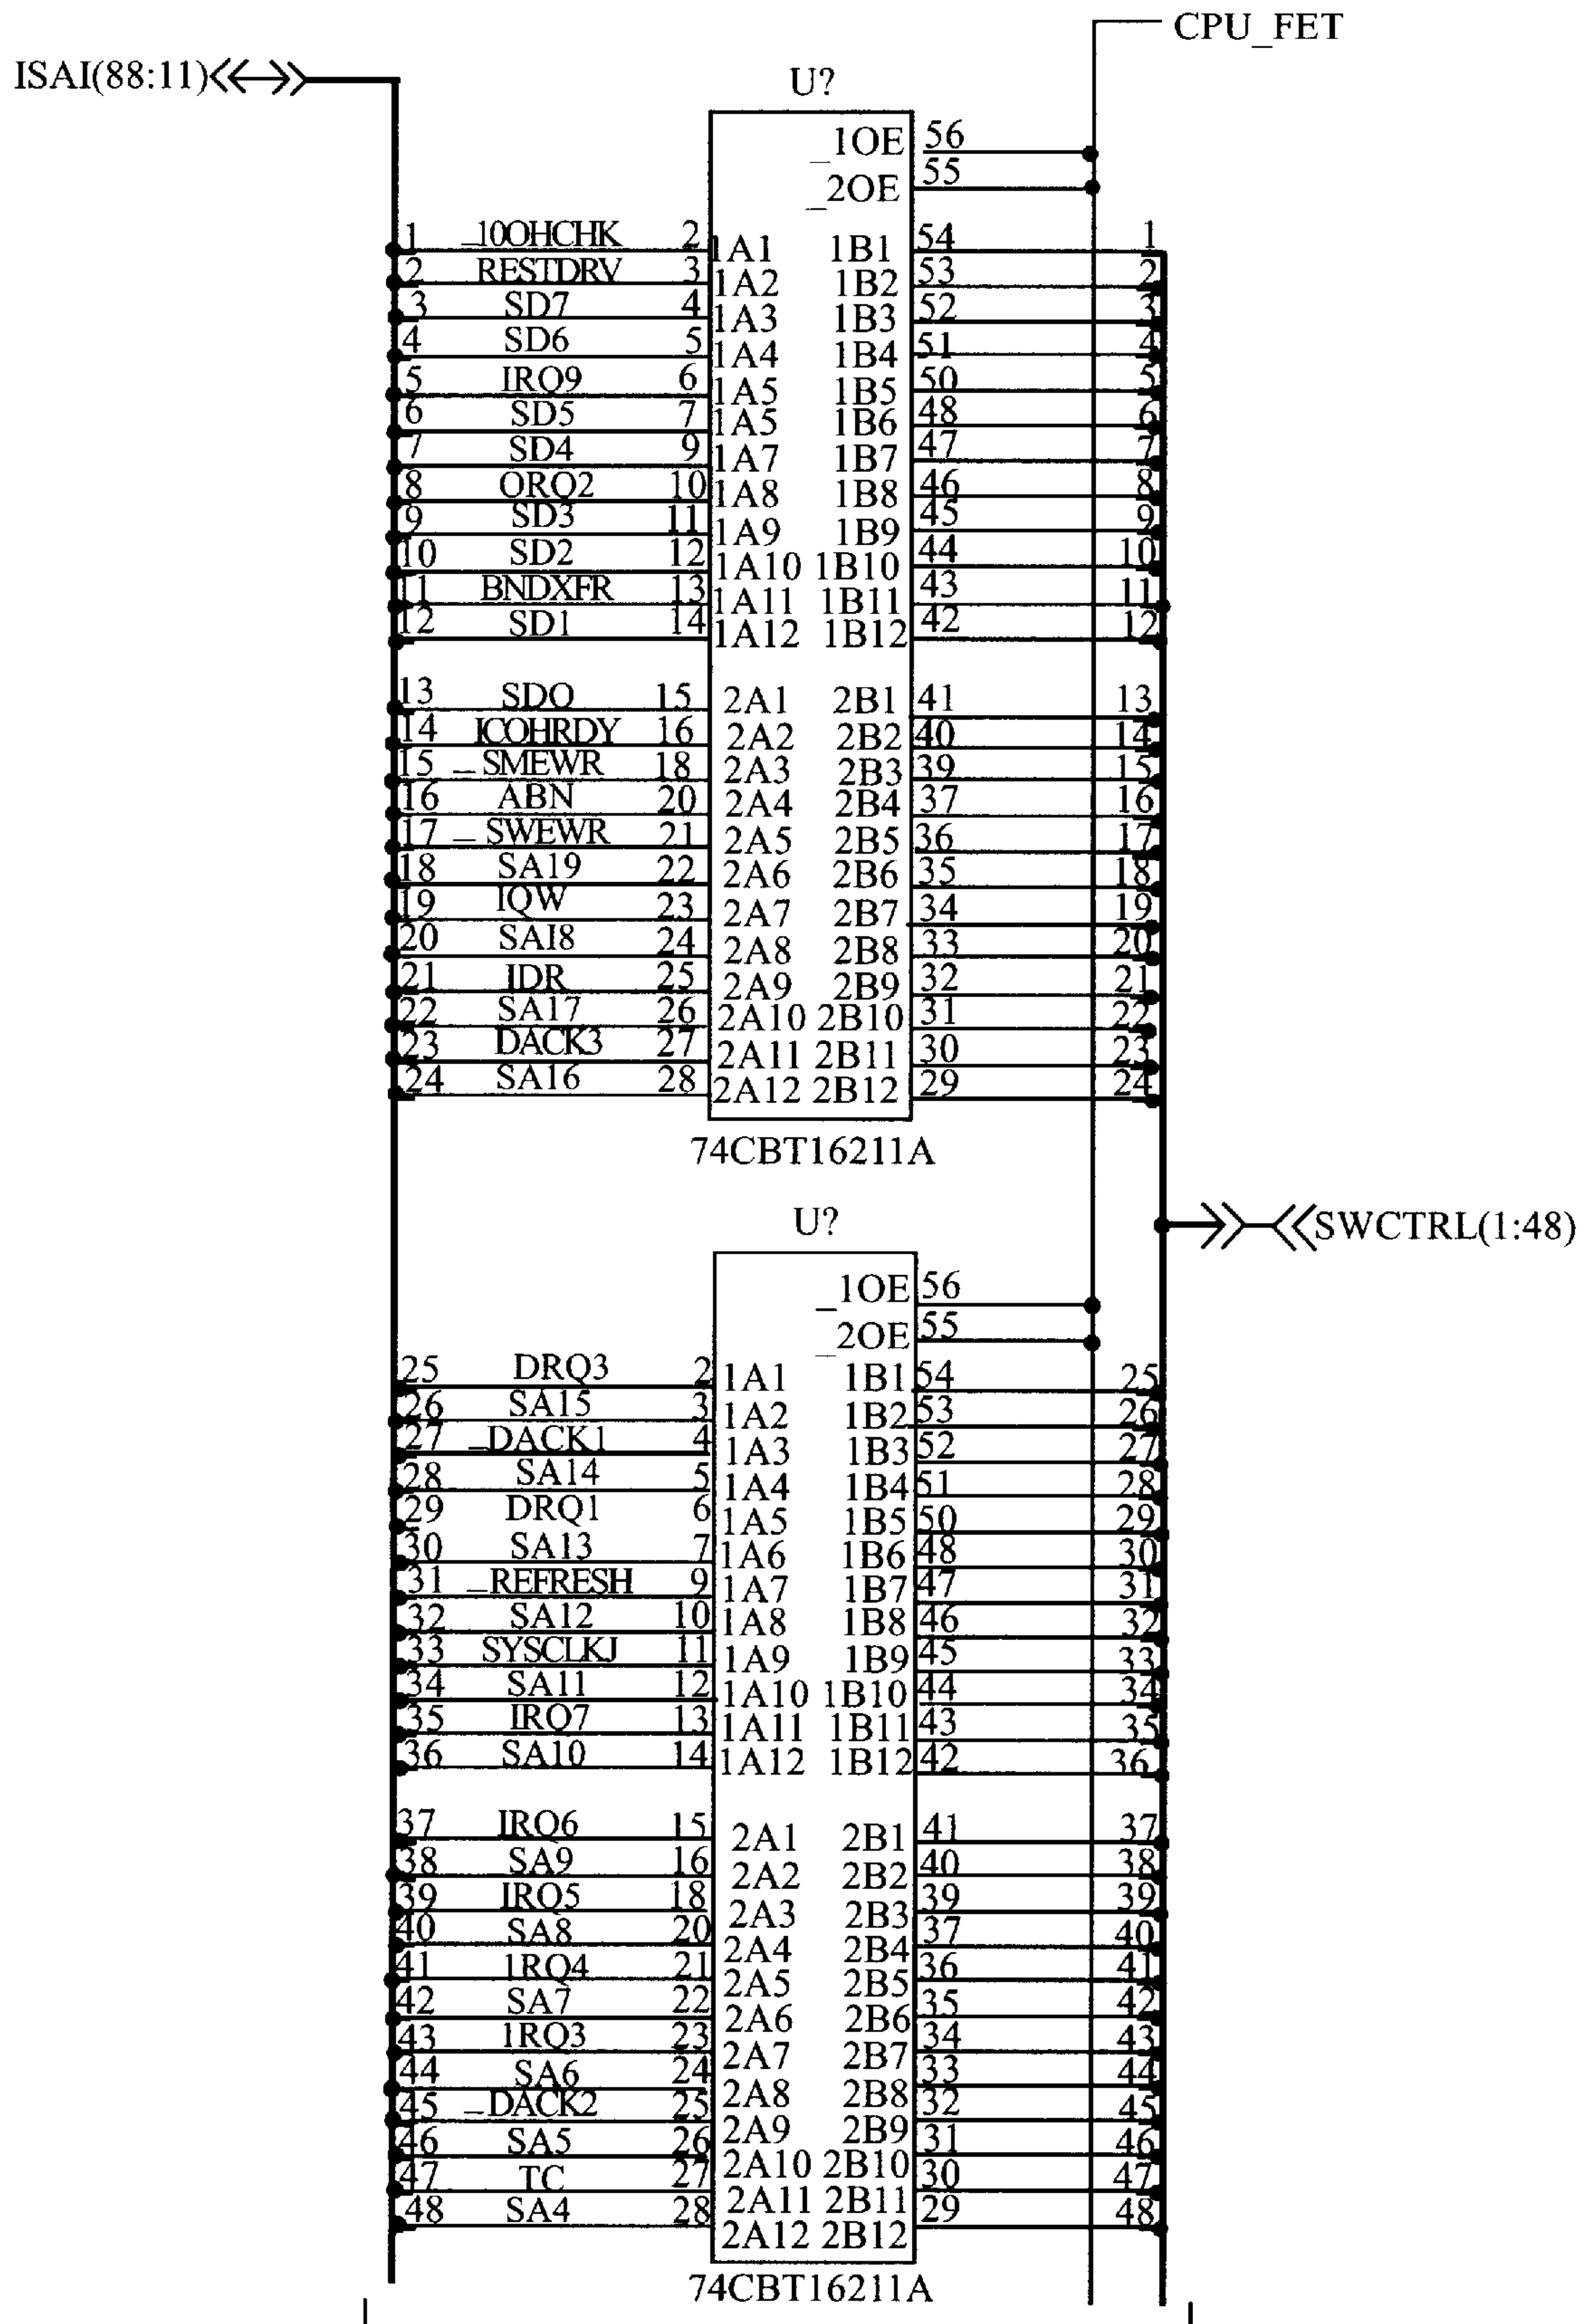 CPU_FET
ISAI(88:11)
U?
_1OE 56
_2OE 55
1 _10OHCHK 2 1A1 1B1 54 1
2 RESTDRV 3 1A2 1B2 53 2
3 SD7 4 1A3 1B3 52 3
4 SD6 5 1A4 1B4 51 4
5 IRQ9 6 1A5 1B5 50 5
6 SD5 7 1A5 1B6 48 6
7 SD4 9 1A7 1B7 47 7
8 ORQ2 10 1A8 1B8 46 8
9 SD3 11 1A9 1B9 45 9
10 SD2 12 1A10 1B10 44 10
11 BNDXFR 13 1A11 1B11 43 11
12 SD1 14 1A12 1B12 42 12
13 SDO 15 2A1 2B1 41 13
14 ICOHRDY 16 2A2 2B2 40 14
15 _SMEWR 18 2A3 2B3 39 15
16 ABN 20 2A4 2B4 37 16
17 _SWEWR 21 2A5 2B5 36 17
18 SA19 22 2A6 2B6 35 18
19 IQW 23 2A7 2B7 34 19
20 SAI8 24 2A8 2B8 33 20
21 IDR 25 2A9 2B9 32 21
22 SA17 26 2A10 2B10 31 22
23 DACK3 27 2A11 2B11 30 23
24 SA16 28 2A12 2B12 29 24
74CBT16211A
U?
SWCTRL(1:48)
_1OE 56
_2OE 55
25 DRQ3 2 1A1 1B1 54 25
26 SA15 3 1A2 1B2 53 26
27 _DACK1 4 1A3 1B3 52 27
28 SA14 5 1A4 1B4 51 28
29 DRQ1 6 1A5 1B5 50 29
30 SA13 7 1A6 1B6 48 30
31 _REFRESH 9 1A7 1B7 47 31
32 SA12 10 1A8 1B8 46 32
33 SYSCLKJ 11 1A9 1B9 45 33
34 SA11 12 1A10 1B10 44 34
35 IRQ7 13 1A11 1B11 43 35
36 SA10 14 1A12 1B12 42 36
37 IRQ6 15 2A1 2B1 41 37
38 SA9 16 2A2 2B2 40 38
39 IRQ5 18 2A3 2B3 39 39
40 SA8 20 2A4 2B4 37 40
41 1RQ4 21 2A5 2B5 36 41
42 SA7 22 2A6 2B6 35 42
43 1RQ3 23 2A7 2B7 34 43
44 SA6 24 2A8 2B8 33 44
45 _DACK2 25 2A9 2B9 32 45
46 SA5 26 2A10 2B10 31 46
47 TC 27 2A11 2B11 30 47
48 SA4 28 2A12 2B12 29 48
74CBT16211A